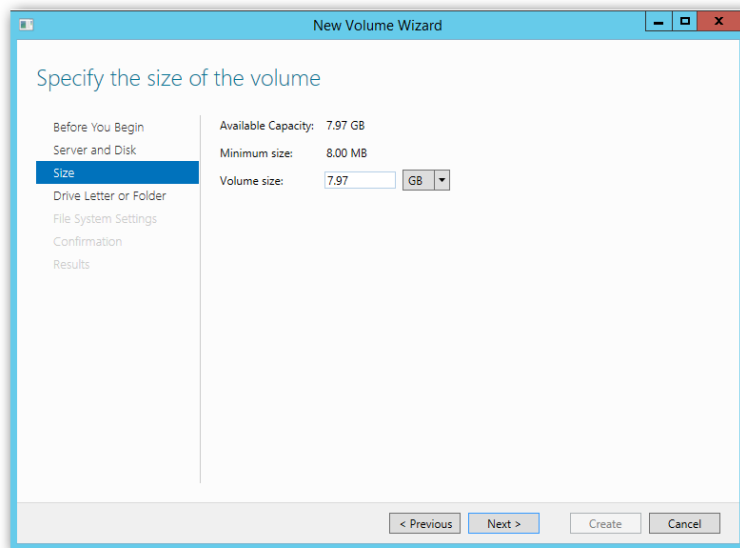 New Volume Wizard
Specify the size of the volume
Before You Begin
Server and Disk
Size
Drive Letter or Folder
File System Settings
Confirmation
Results
Available Capacity: 7.97 GB
Minimum size: 8.00 MB
Volume size: 7.97 GB
< Previous Next > Create Cancel